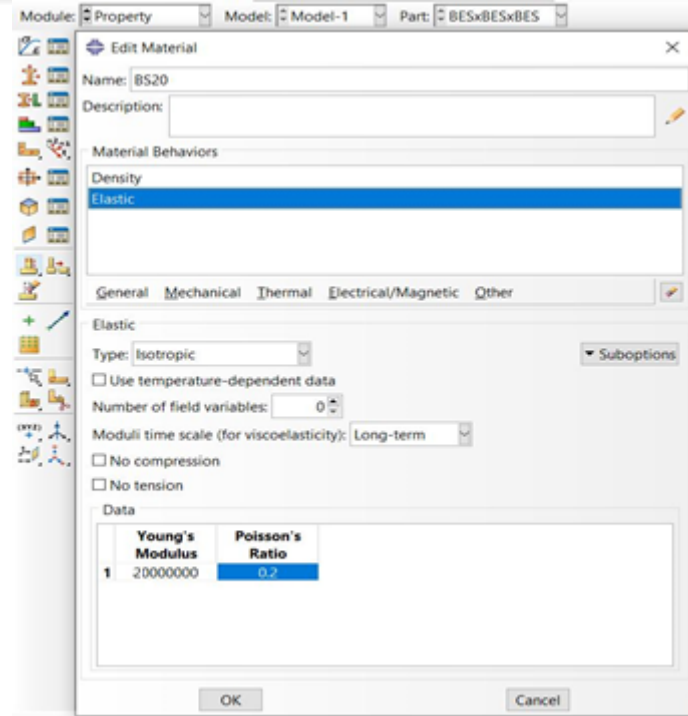 Module: Property Model: Model-1 Part: BESxBESxBES
Edit Material
Name: BS20
Description:
Material Behaviors
Density
Elastic
General Mechanical Thermal Electrical/Magnetic Other
Elastic
Type: Isotropic Suboptions
Use temperature-dependent data
Number of field variables: 0
Moduli time scale (for viscoelasticity): Long-term
No compression
No tension
Data
Young's Poisson's
Modulus Ratio
1 20000000 0.2
OK Cancel